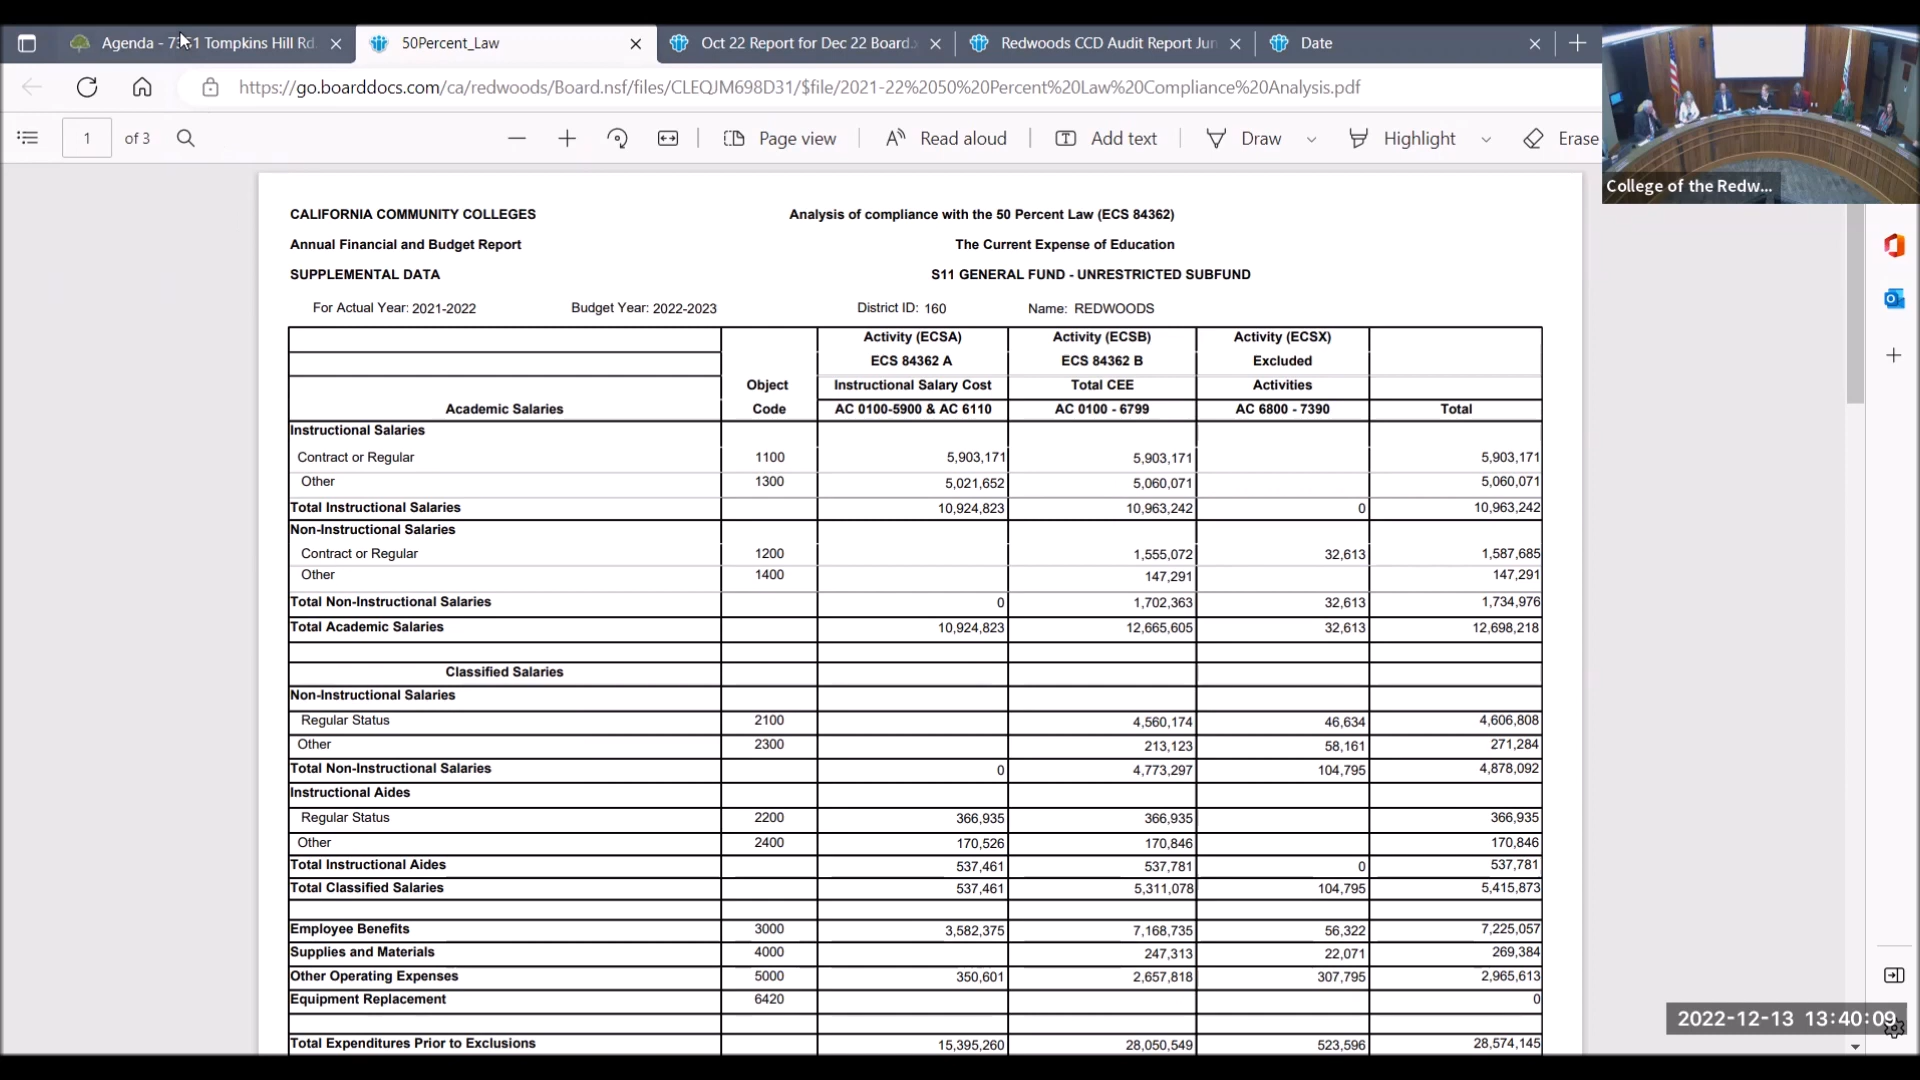 Agenda - 7351 Tompkins Hill Rd. 50Percent_Law Oct 22 Report for Dec 22 Board.x Redwoods CCD Audit Report Jun Date
https://go.boarddocs.com/ca/redwoods/Board.nsf/files/CLEQJM698D31/$file/2021-22%2050%20Percent%20Law%20Compliance%20Analysis.pdf
1 of 3 Page view Read aloud Add text Draw Highlight Erase
College of the Redw...
CALIFORNIA COMMUNITY COLLEGES Analysis of compliance with the 50 Percent Law (ECS 84362)
Annual Financial and Budget Report The Current Expense of Education
SUPPLEMENTAL DATA S11 GENERAL FUND - UNRESTRICTED SUBFUND
For Actual Year: 2021-2022 Budget Year: 2022-2023 District ID: 160 Name: REDWOODS
Activity (ECSA) Activity (ECSB) Activity (ECSX)
ECS 84362 A ECS 84362 B Excluded
Object Instructional Salary Cost Total CEE Activities
Academic Salaries Code AC 0100-5900 & AC 6110 AC 0100 - 6799 AC 6800 - 7390 Total
Instructional Salaries
Contract or Regular 1100 5,903,171 5,903,171 5,903,171
Other 1300 5,021,652 5,060,071 5,060,071
Total Instructional Salaries 10,924,823 10,963,242 0 10,963,242
Non-Instructional Salaries
Contract or Regular 1200 1,555,072 32,613 1,587,685
Other 1400 147,291 147,291
Total Non-Instructional Salaries 0 1,702,363 32,613 1,734,976
Total Academic Salaries 10,924,823 12,665,605 32,613 12,698,218
Classified Salaries
Non-Instructional Salaries
Regular Status 2100 4,560,174 46,634 4,606,808
Other 2300 213,123 58,161 271,284
Total Non-Instructional Salaries 0 4,773,297 104,795 4,878,092
Instructional Aides
Regular Status 2200 366,935 366,935 366,935
Other 2400 170,526 170,846 170,846
Total Instructional Aides 537,461 537,781 0 537,781
Total Classified Salaries 537,461 5,311,078 104,795 5,415,873
Employee Benefits 3000 3,582,375 7,168,735 56,322 7,225,057
Supplies and Materials 4000 247,313 22,071 269,384
Other Operating Expenses 5000 350,601 2,657,818 307,795 2,965,613
Equipment Replacement 6420 0
2022-12-13 13:40:09
Total Expenditures Prior to Exclusions 15,395,260 28,050,549 523,596 28,574,145